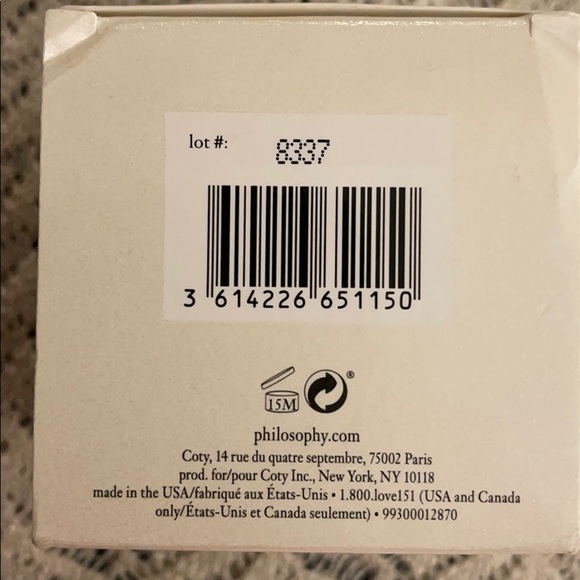 lot #: 8337
3 614226 651150
15M ®
philosophy.com
Coty, 14 rue du quatre septembre, 75002 Paris
prod. for/pour Coty Inc., New York, NY 10118
made in the USA/fabriqué aux États-Unis • 1.800.love151 (USA and Canada
only/États-Unis et Canada seulement) • 99300012870